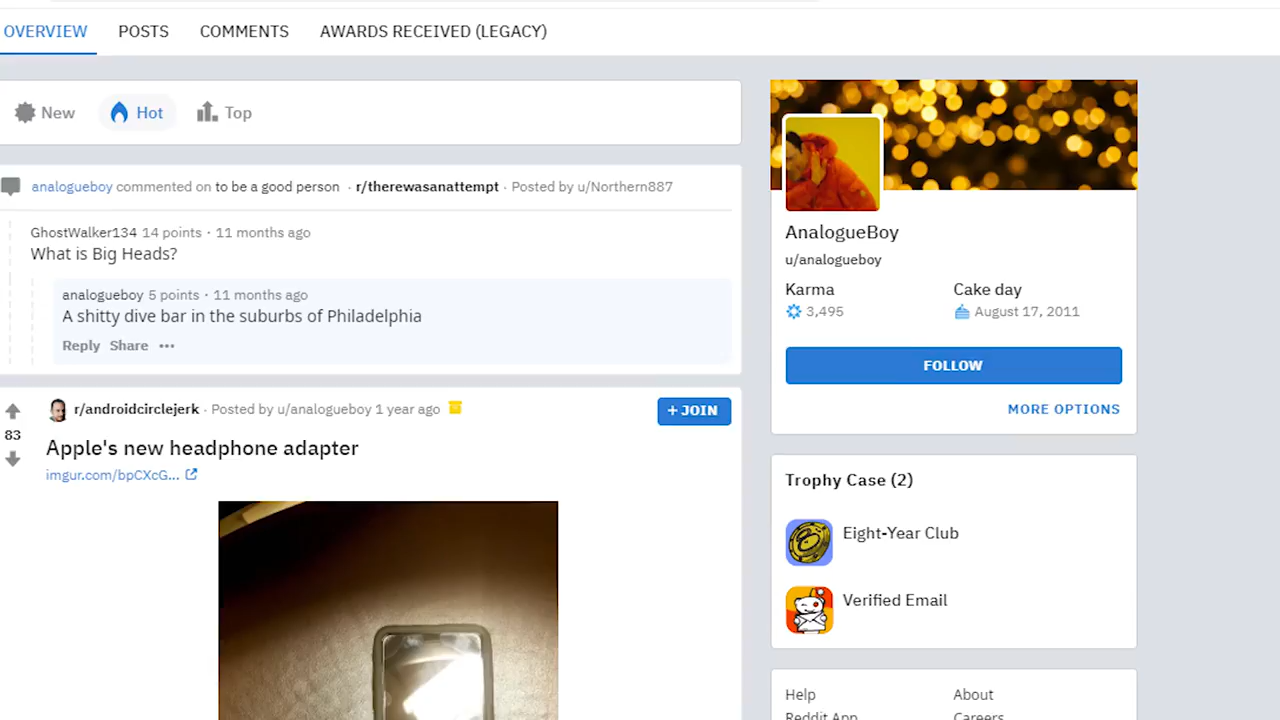 OVERVIEW POSTS COMMENTS AWARDS RECEIVED (LEGACY)
New Hot Top
analogueboy commented on to be a good person · r/therewasanattempt · Posted by u/Northern887
GhostWalker134 14 points · 11 months ago
What is Big Heads?
analogueboy 5 points · 11 months ago
A shitty dive bar in the suburbs of Philadelphia
Reply Share ···
83
r/androidcirclejerk · Posted by u/analogueboy 1 year ago
+ JOIN
Apple's new headphone adapter
imgur.com/bpCXcG...
AnalogueBoy
u/analogueboy
Karma Cake day
3,495 August 17, 2011
FOLLOW
MORE OPTIONS
Trophy Case (2)
Eight-Year Club
Verified Email
Help About
Reddit App Careers